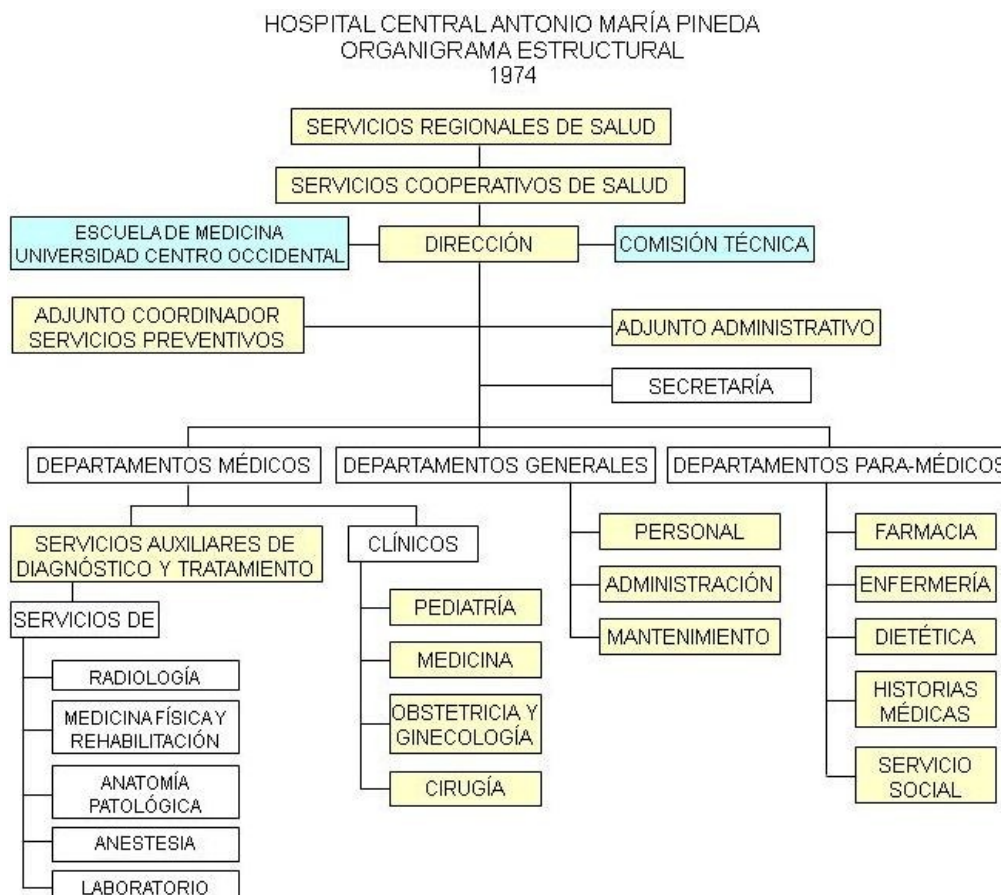 HOSPITAL CENTRAL ANTONIO MARÍA PINEDA
ORGANIGRAMA ESTRUCTURAL
1974
SERVICIOS REGIONALES DE SALUD
SERVICIOS COOPERATIVOS DE SALUD
ESCUELA DE MEDICINA
UNIVERSIDAD CENTRO OCCIDENTAL
DIRECCIÓN
COMISIÓN TÉCNICA
ADJUNTO COORDINADOR
SERVICIOS PREVENTIVOS
ADJUNTO ADMINISTRATIVO
SECRETARÍA
DEPARTAMENTOS MÉDICOS
DEPARTAMENTOS GENERALES
DEPARTAMENTOS PARA-MÉDICOS
SERVICIOS AUXILIARES DE
DIAGNÓSTICO Y TRATAMIENTO
SERVICIOS DE
RADIOLOGÍA
MEDICINA FÍSICA Y
REHABILITACIÓN
ANATOMÍA
PATOLÓGICA
ANESTESIA
LABORATORIO
CLÍNICOS
PEDIATRÍA
MEDICINA
OBSTETRICIA Y
GINECOLOGÍA
CIRUGÍA
PERSONAL
ADMINISTRACIÓN
MANTENIMIENTO
FARMACIA
ENFERMERÍA
DIETÉTICA
HISTORIAS
MÉDICAS
SERVICIO
SOCIAL